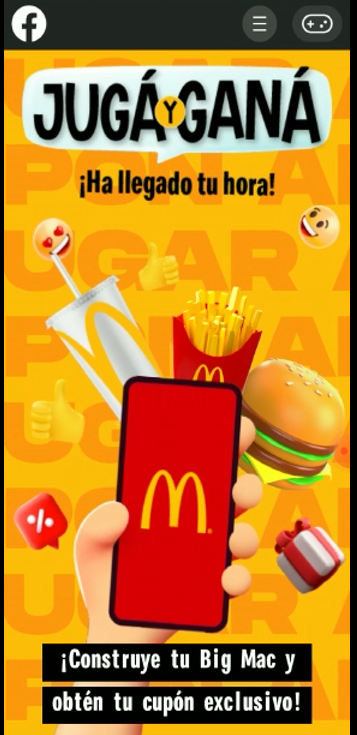 JUGÁ Y GANÁ
¡Ha llegado tu hora!
¡Construye tu Big Mac y
obtén tu cupón exclusivo!